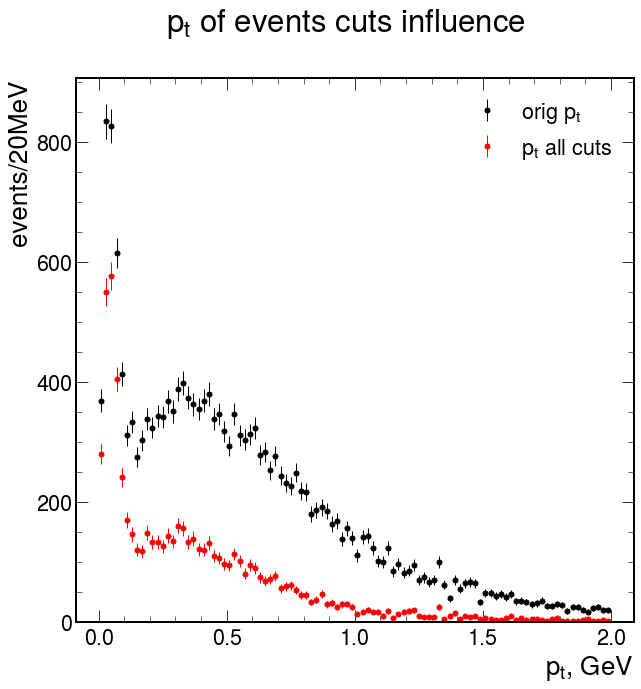 pₜ of events cuts influence
events/20MeV
orig pₜ
pₜ all cuts
800
600
400
200
0
0.0 0.5 1.0 1.5 2.0
pₜ, GeV